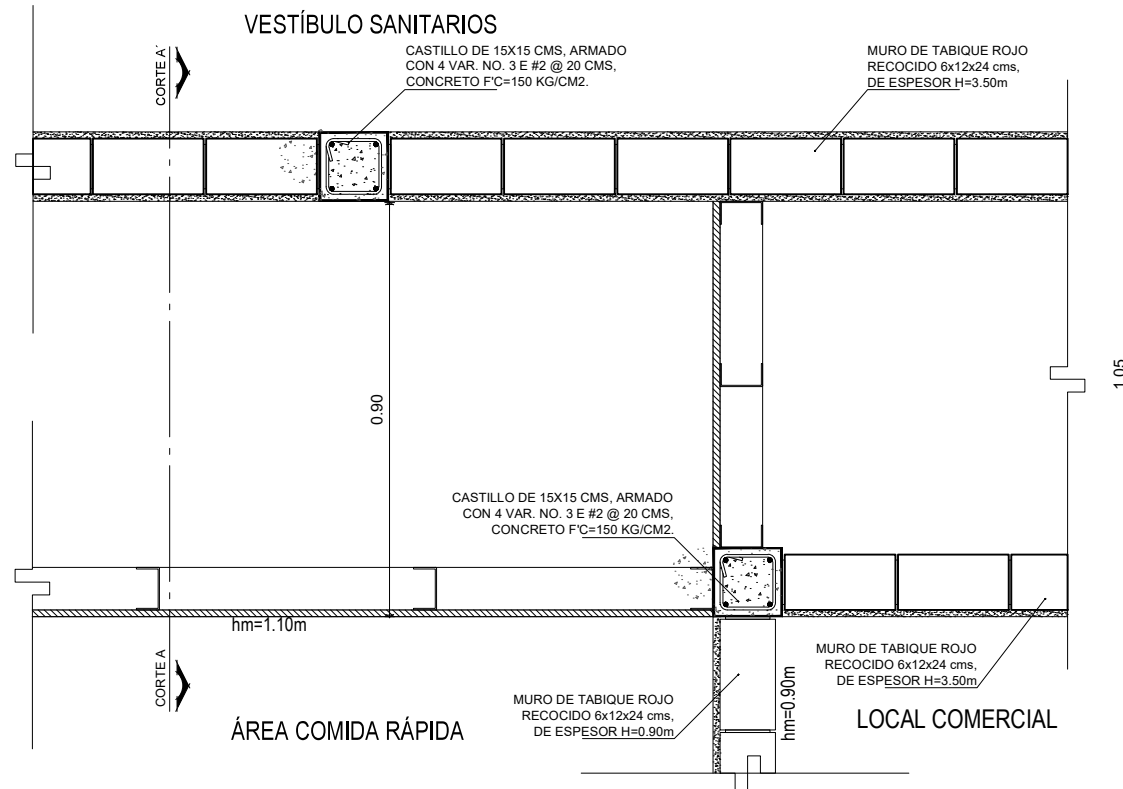 VESTÍBULO SANITARIOS
CORTE A'
CASTILLO DE 15X15 CMS, ARMADO
CON 4 VAR. NO. 3 E #2 @ 20 CMS,
CONCRETO F'C=150 KG/CM2.
MURO DE TABIQUE ROJO
RECOCIDO 6x12x24 cms,
DE ESPESOR H=3.50m
0.90
1.05
CASTILLO DE 15X15 CMS, ARMADO
CON 4 VAR. NO. 3 E #2 @ 20 CMS,
CONCRETO F'C=150 KG/CM2.
hm=1.10m
CORTE A
ÁREA COMIDA RÁPIDA
MURO DE TABIQUE ROJO
RECOCIDO 6x12x24 cms,
DE ESPESOR H=0.90m
hm=0.90m
MURO DE TABIQUE ROJO
RECOCIDO 6x12x24 cms,
DE ESPESOR H=3.50m
LOCAL COMERCIAL